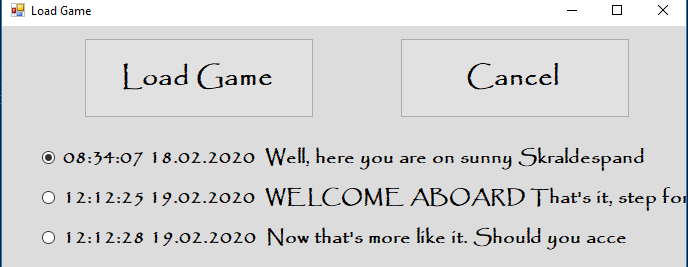 Load Game
Load Game Cancel
08:34:07 18.02.2020 Well, here you are on sunny Skraldespand
12:12:25 19.02.2020 WELCOME ABOARD That's it, step for
12:12:28 19.02.2020 Now that's more like it. Should you acce